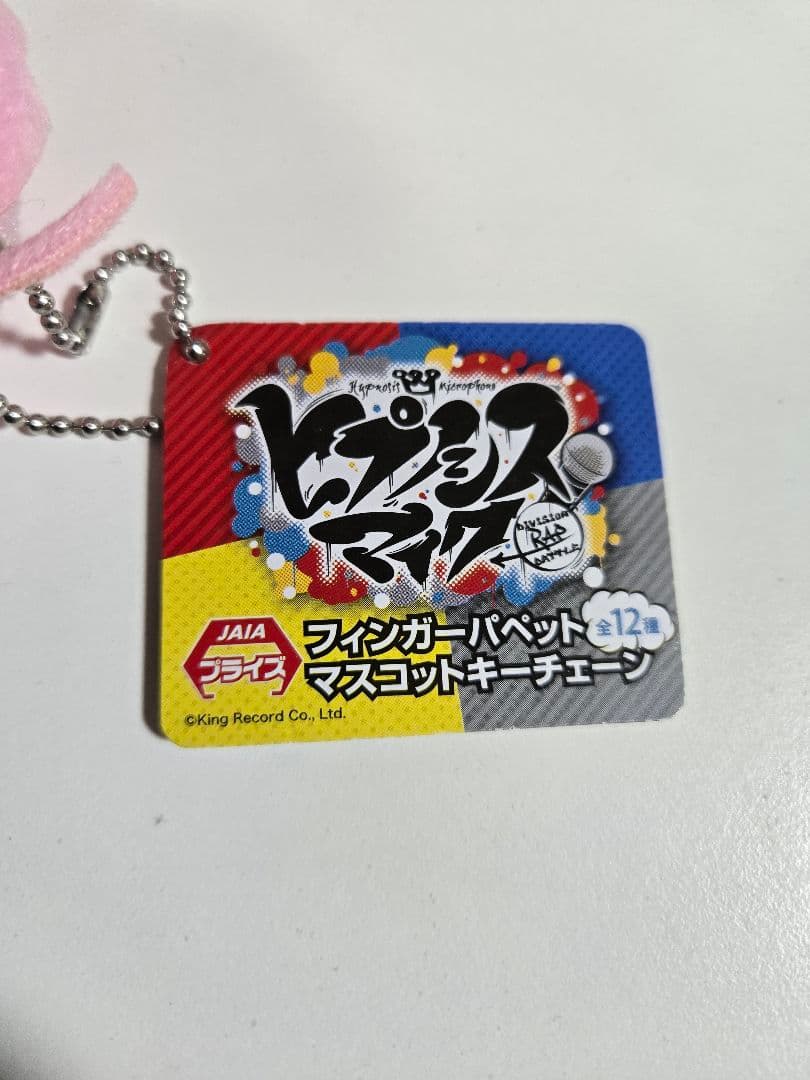 Hypnosis Microphone
ヒプノシス
マイク
DIVISION
RAP
BATTLE
JAIA
プライズ
フィンガーパペット
マスコットキーチェーン
全12種
©King Record Co., Ltd.